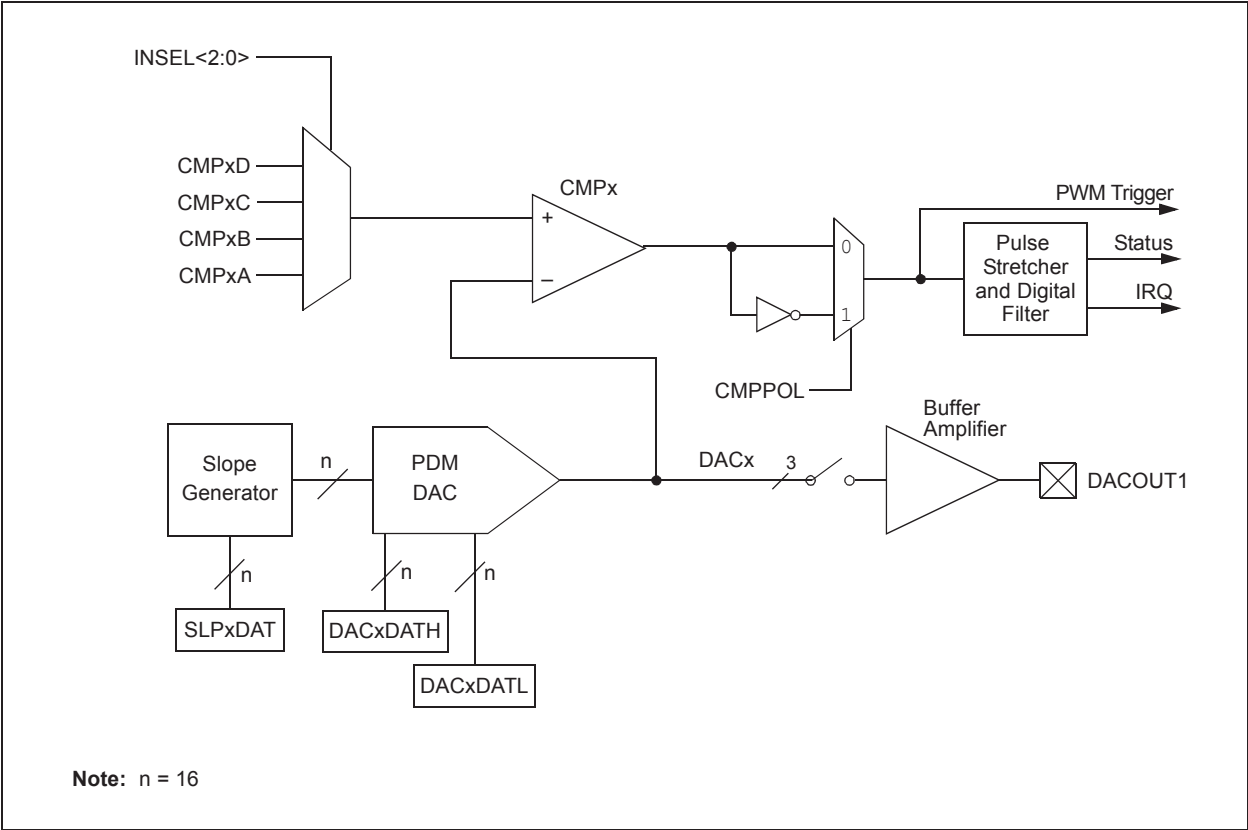 INSEL<2:0>
CMPxD
CMPxC
CMPxB
CMPxA
CMPx
+
–
0
1
CMPPOL
PWM Trigger
Pulse
Stretcher
and Digital
Filter
Status
IRQ
Slope
Generator
n
PDM
DAC
DACx
3
Buffer
Amplifier
DACOUT1
n
n
n
SLPxDAT
DACxDATH
DACxDATL
Note: n = 16